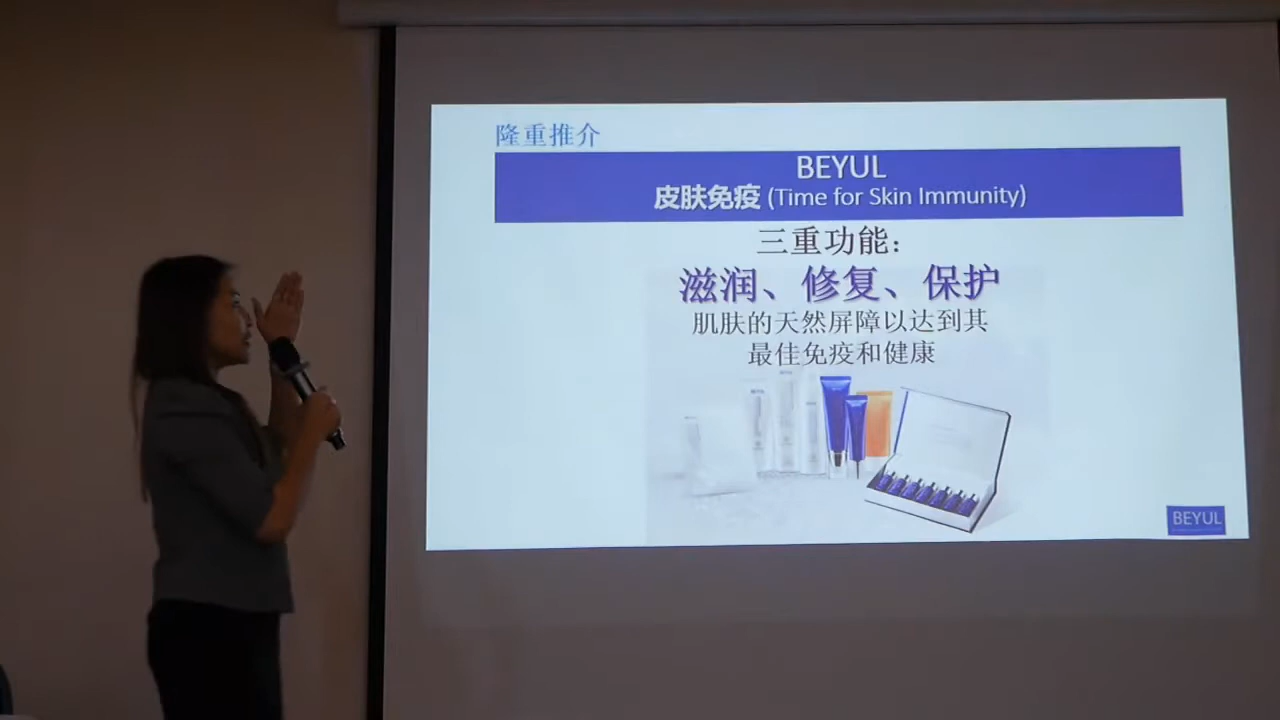 隆重推介
BEYUL
皮肤免疫 (Time for Skin Immunity)
三重功能：
滋润、修复、保护
肌肤的天然屏障以达到其
最佳免疫和健康
BEYUL